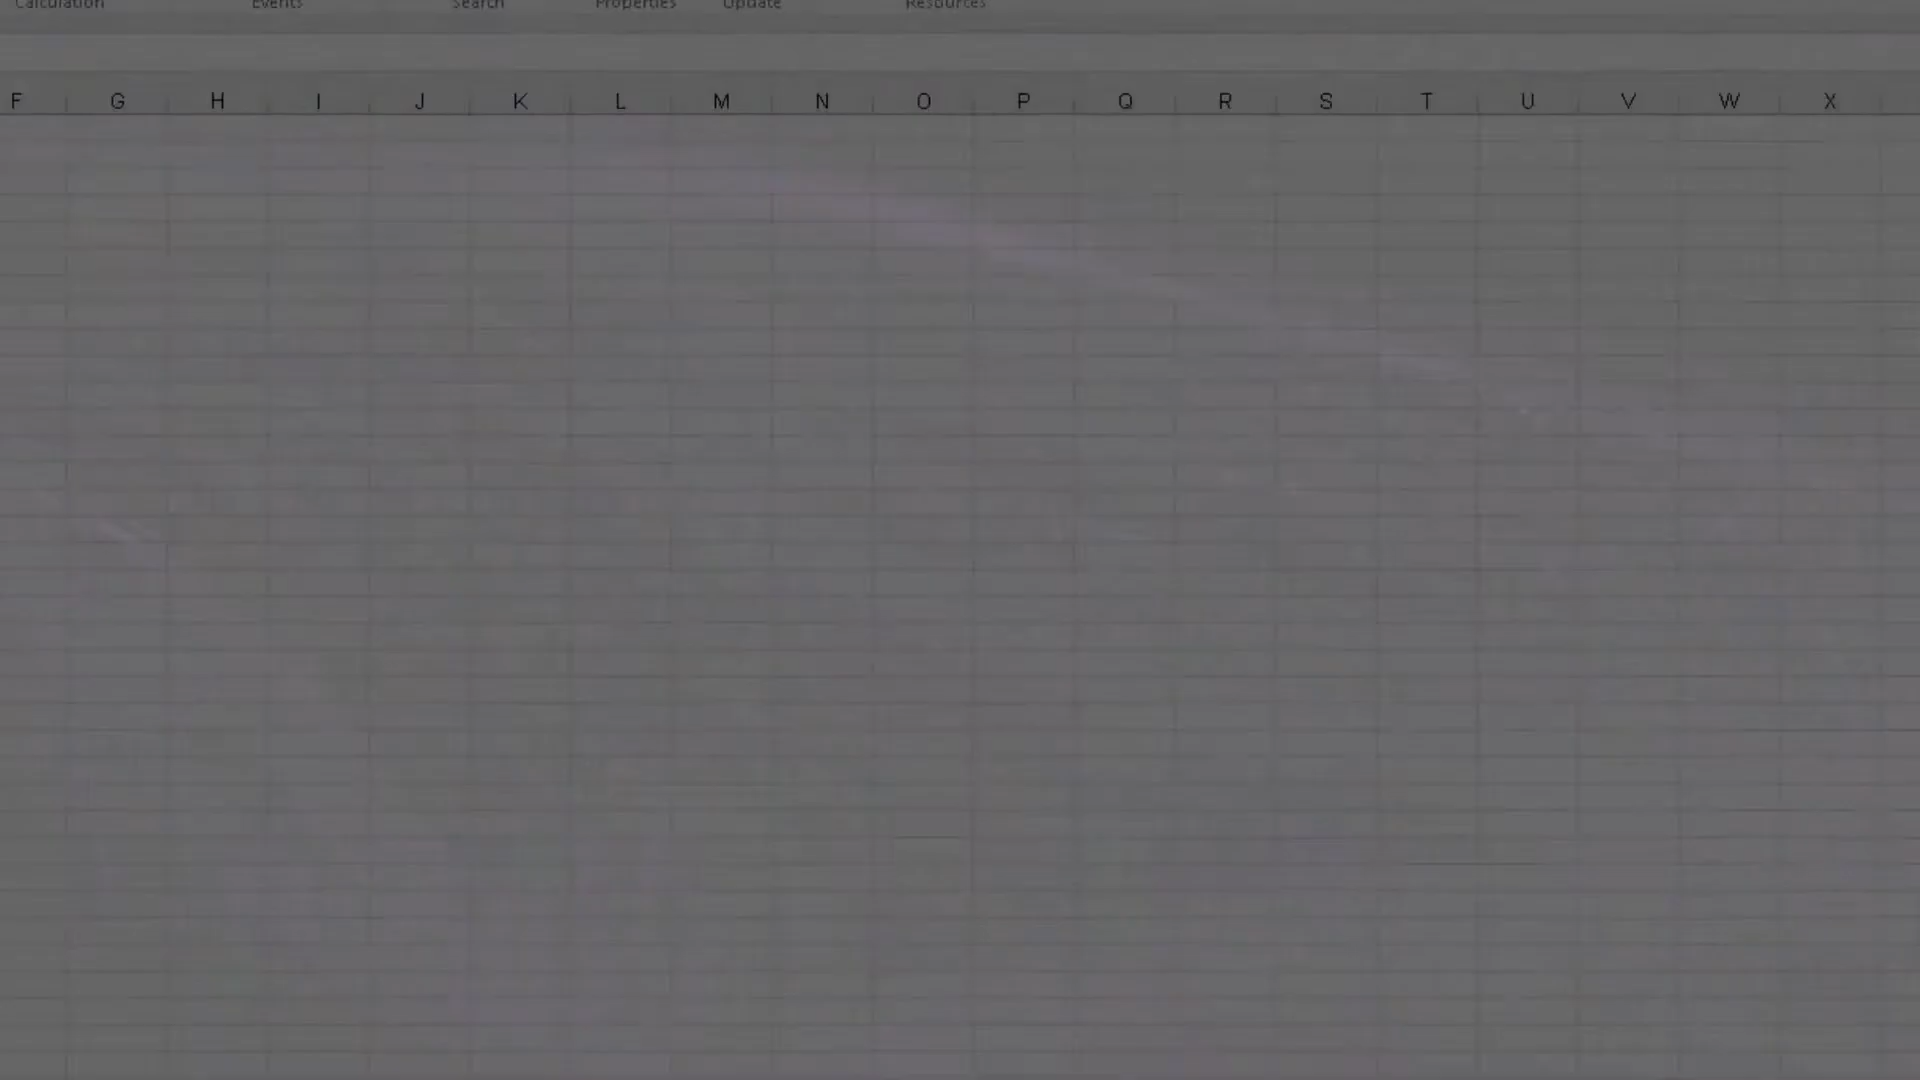 Calculation Events Search Properties Update Resources
F G H I J K L M N O P Q R S T U V W X